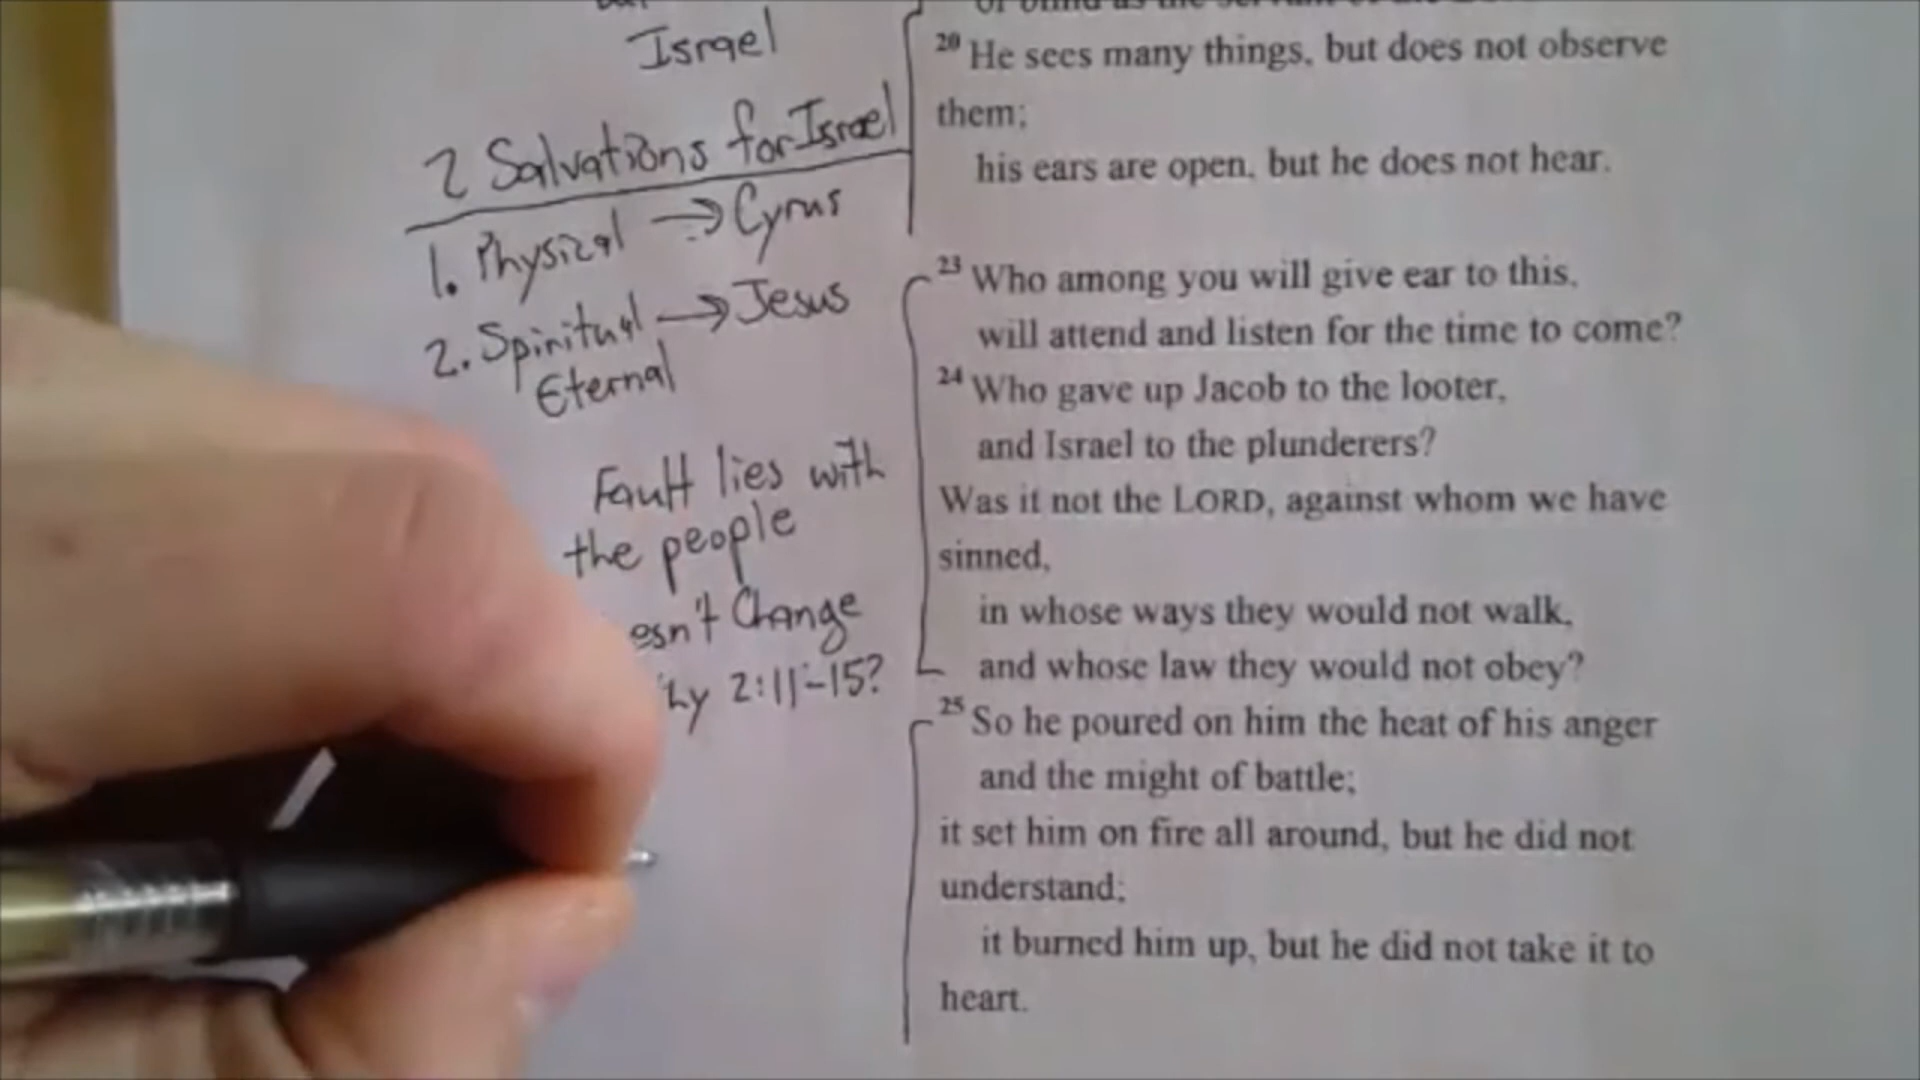 Israel
2 Salvations for Israel
1. Physical → Cyrus
2. Spiritual → Jesus
Eternal
Fault lies with
the people
esn't Change
2:11-15?
20 He sees many things, but does not observe
them;
his ears are open, but he does not hear.
23 Who among you will give ear to this,
will attend and listen for the time to come?
24 Who gave up Jacob to the looter,
and Israel to the plunderers?
Was it not the LORD, against whom we have
sinned,
in whose ways they would not walk,
and whose law they would not obey?
25 So he poured on him the heat of his anger
and the might of battle;
it set him on fire all around, but he did not
understand;
it burned him up, but he did not take it to
heart.